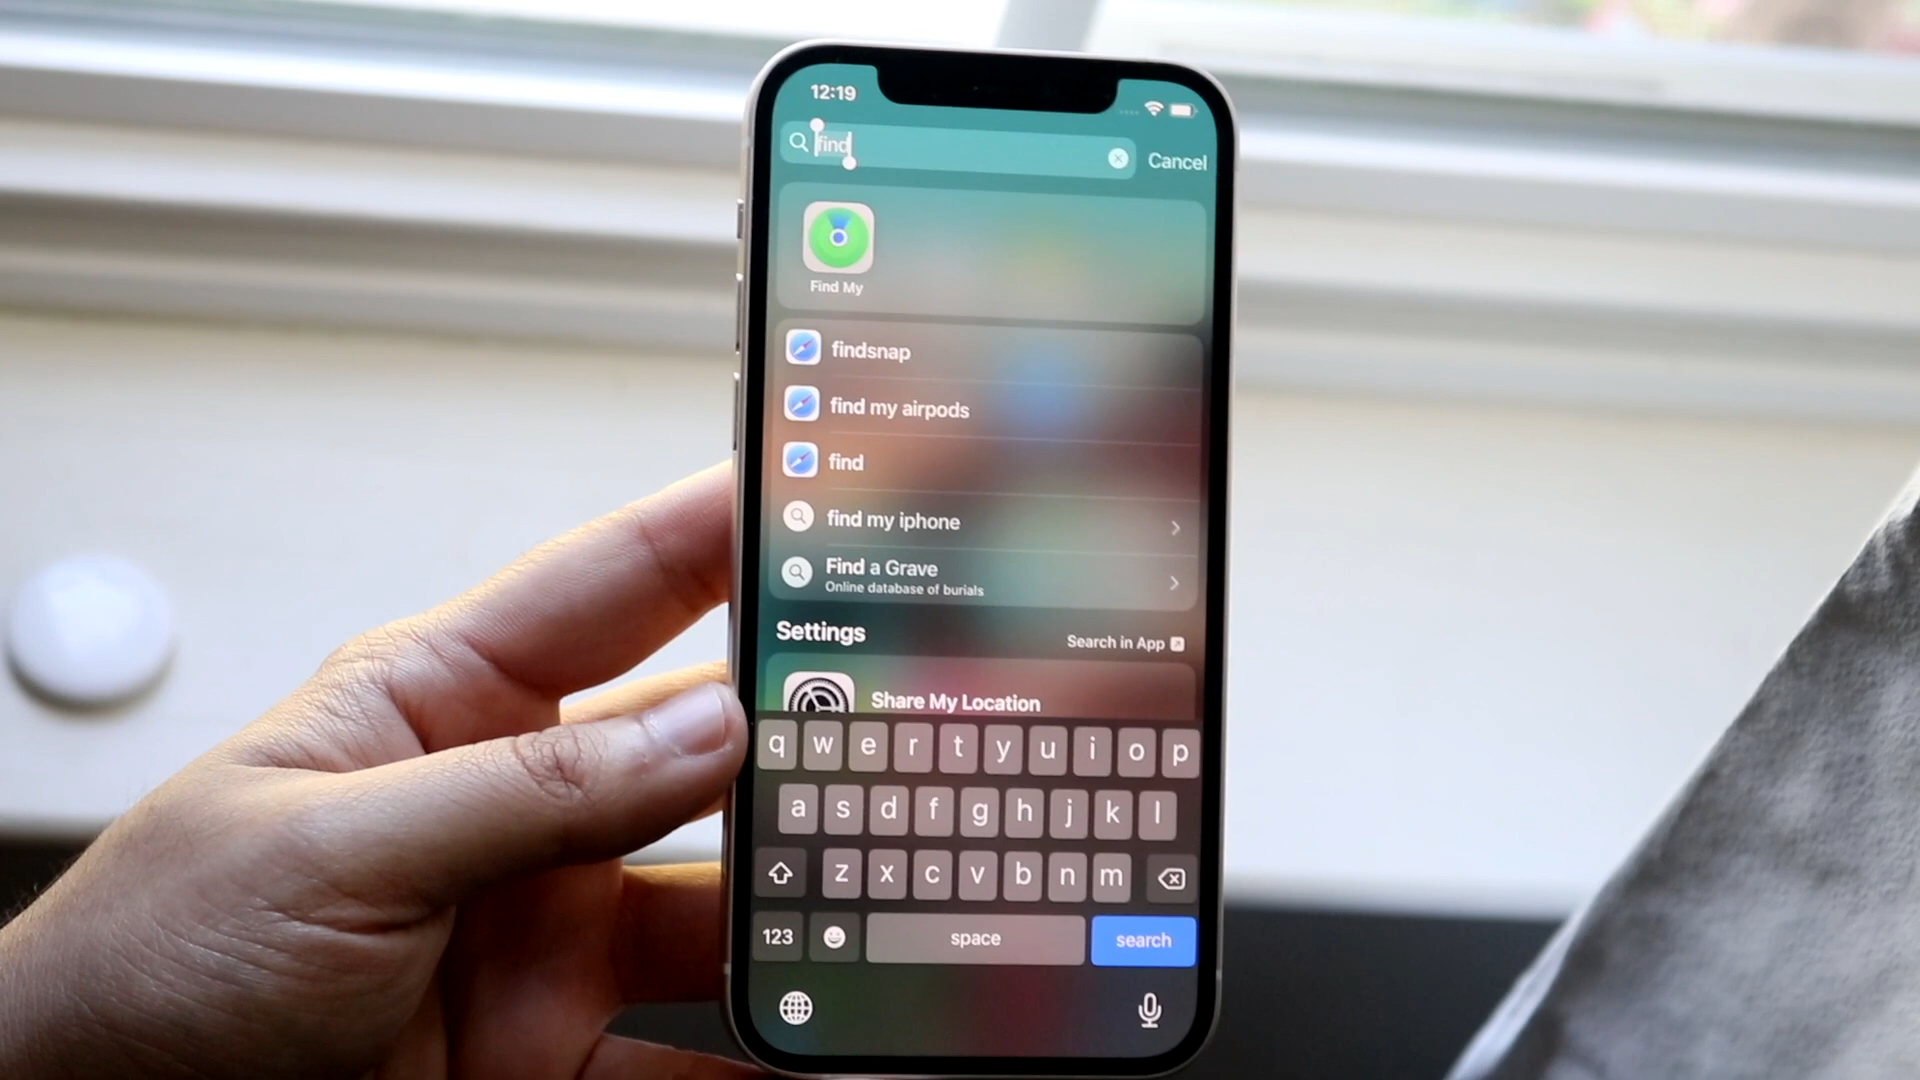 12:19
find
Cancel
Find My
findsnap
find my airpods
find
find my iphone
Find a Grave
Online database of burials
Settings
Search in App
Share My Location
q w e r t y u i o p
a s d f g h j k l
z x c v b n m
123 space search